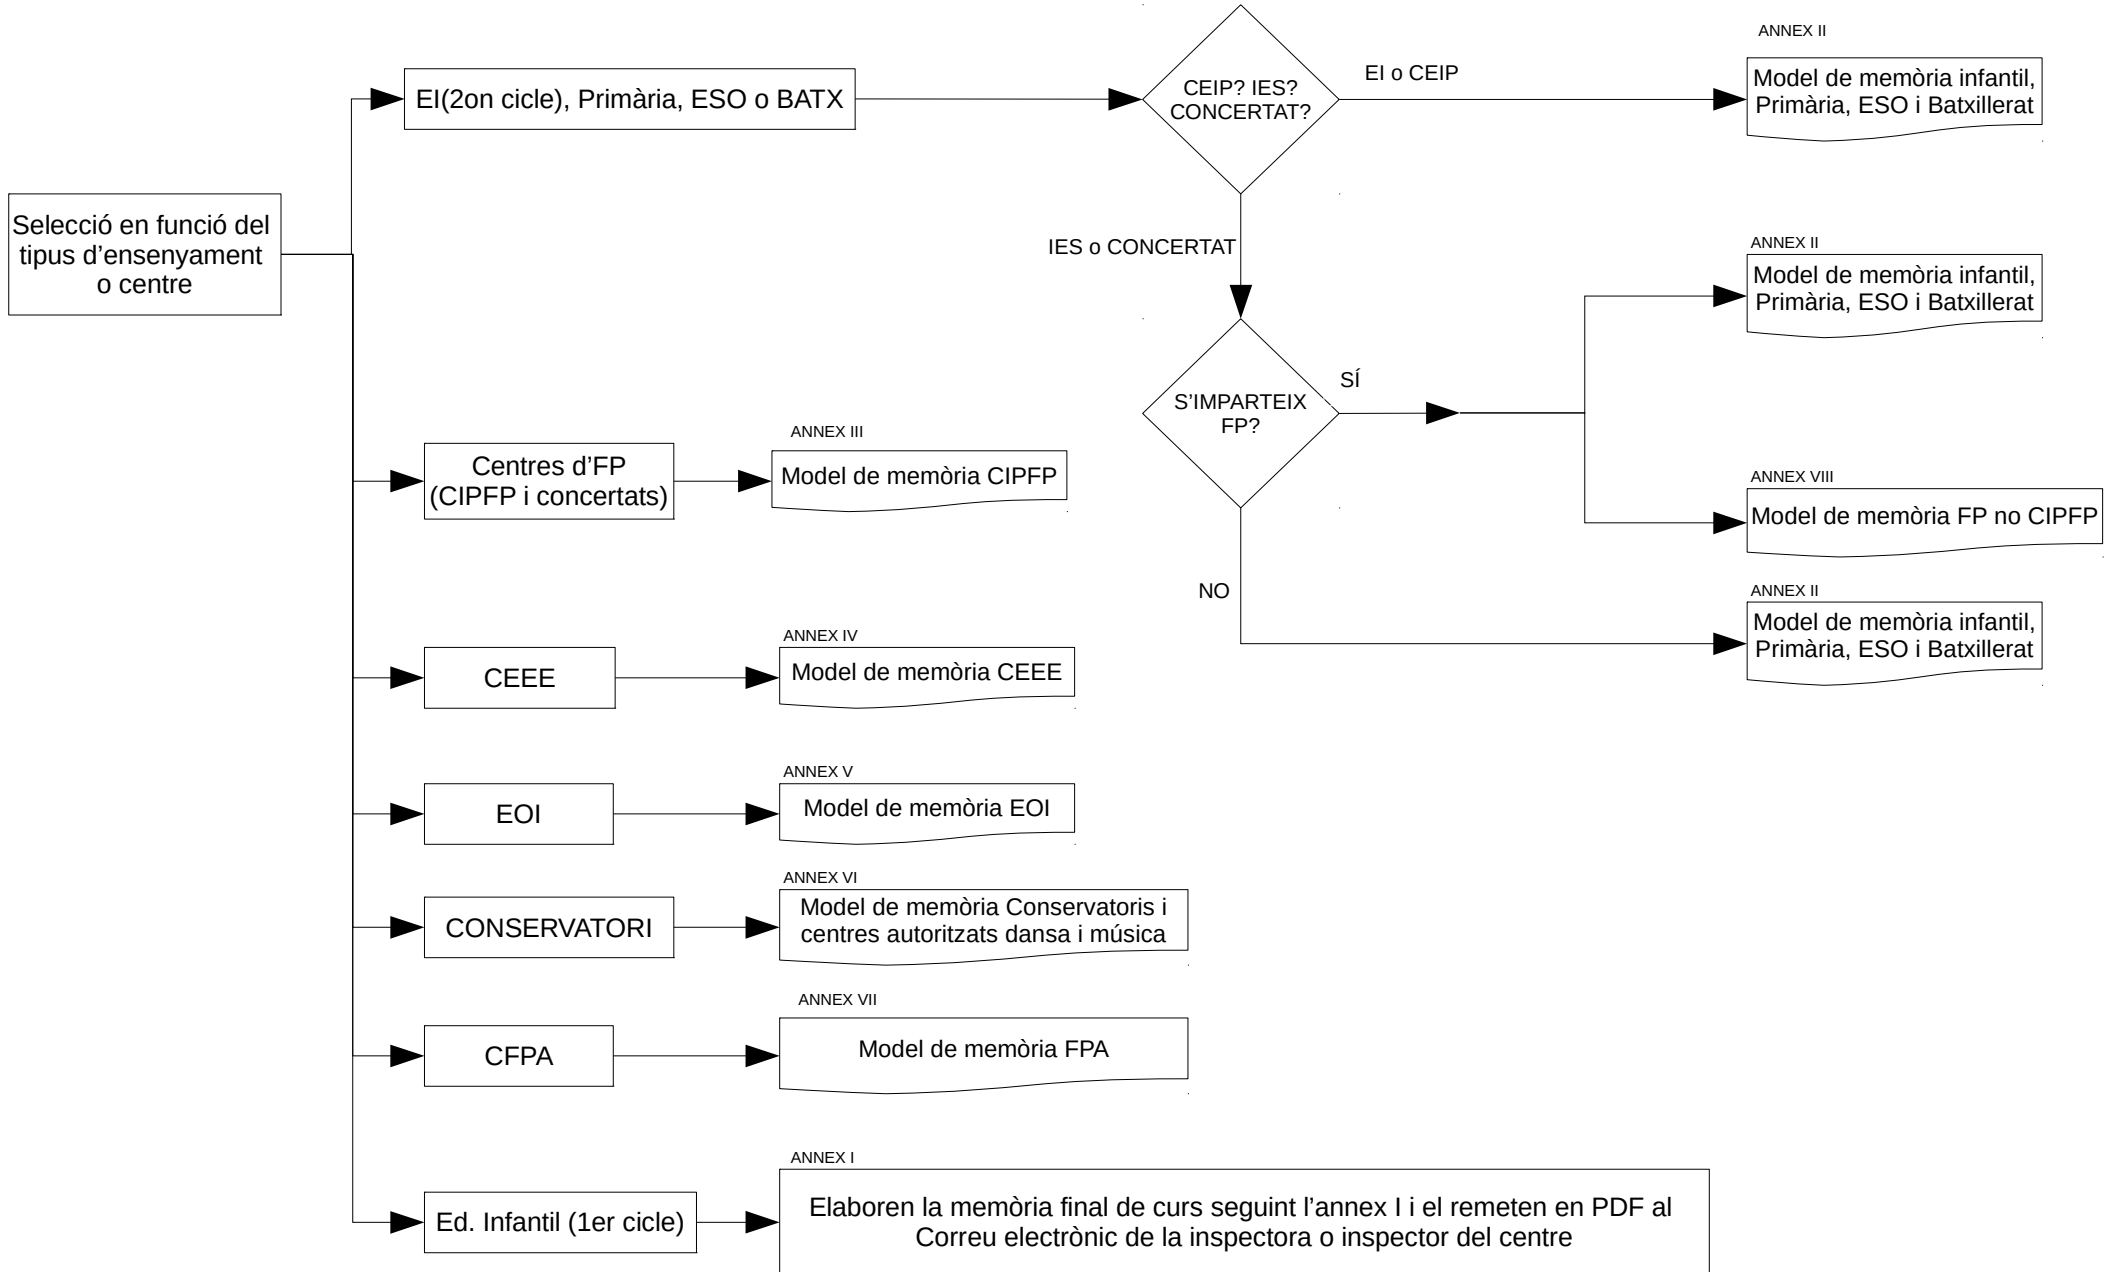 Selecció en funció del
tipus d'ensenyament
o centre
EI(2on cicle), Primària, ESO o BATX
CEIP? IES?
CONCERTAT?
EI o CEIP
ANNEX II
Model de memòria infantil,
Primària, ESO i Batxillerat
IES o CONCERTAT
S'IMPARTEIX
FP?
SÍ
ANNEX II
Model de memòria infantil,
Primària, ESO i Batxillerat
ANNEX VIII
Model de memòria FP no CIPFP
NO
ANNEX II
Model de memòria infantil,
Primària, ESO i Batxillerat
Centres d'FP
(CIPFP i concertats)
ANNEX III
Model de memòria CIPFP
CEEE
ANNEX IV
Model de memòria CEEE
EOI
ANNEX V
Model de memòria EOI
CONSERVATORI
ANNEX VI
Model de memòria Conservatoris i
centres autoritzats dansa i música
CFPA
ANNEX VII
Model de memòria FPA
Ed. Infantil (1er cicle)
ANNEX I
Elaboren la memòria final de curs seguint l'annex I i el remeten en PDF al
Correu electrònic de la inspectora o inspector del centre